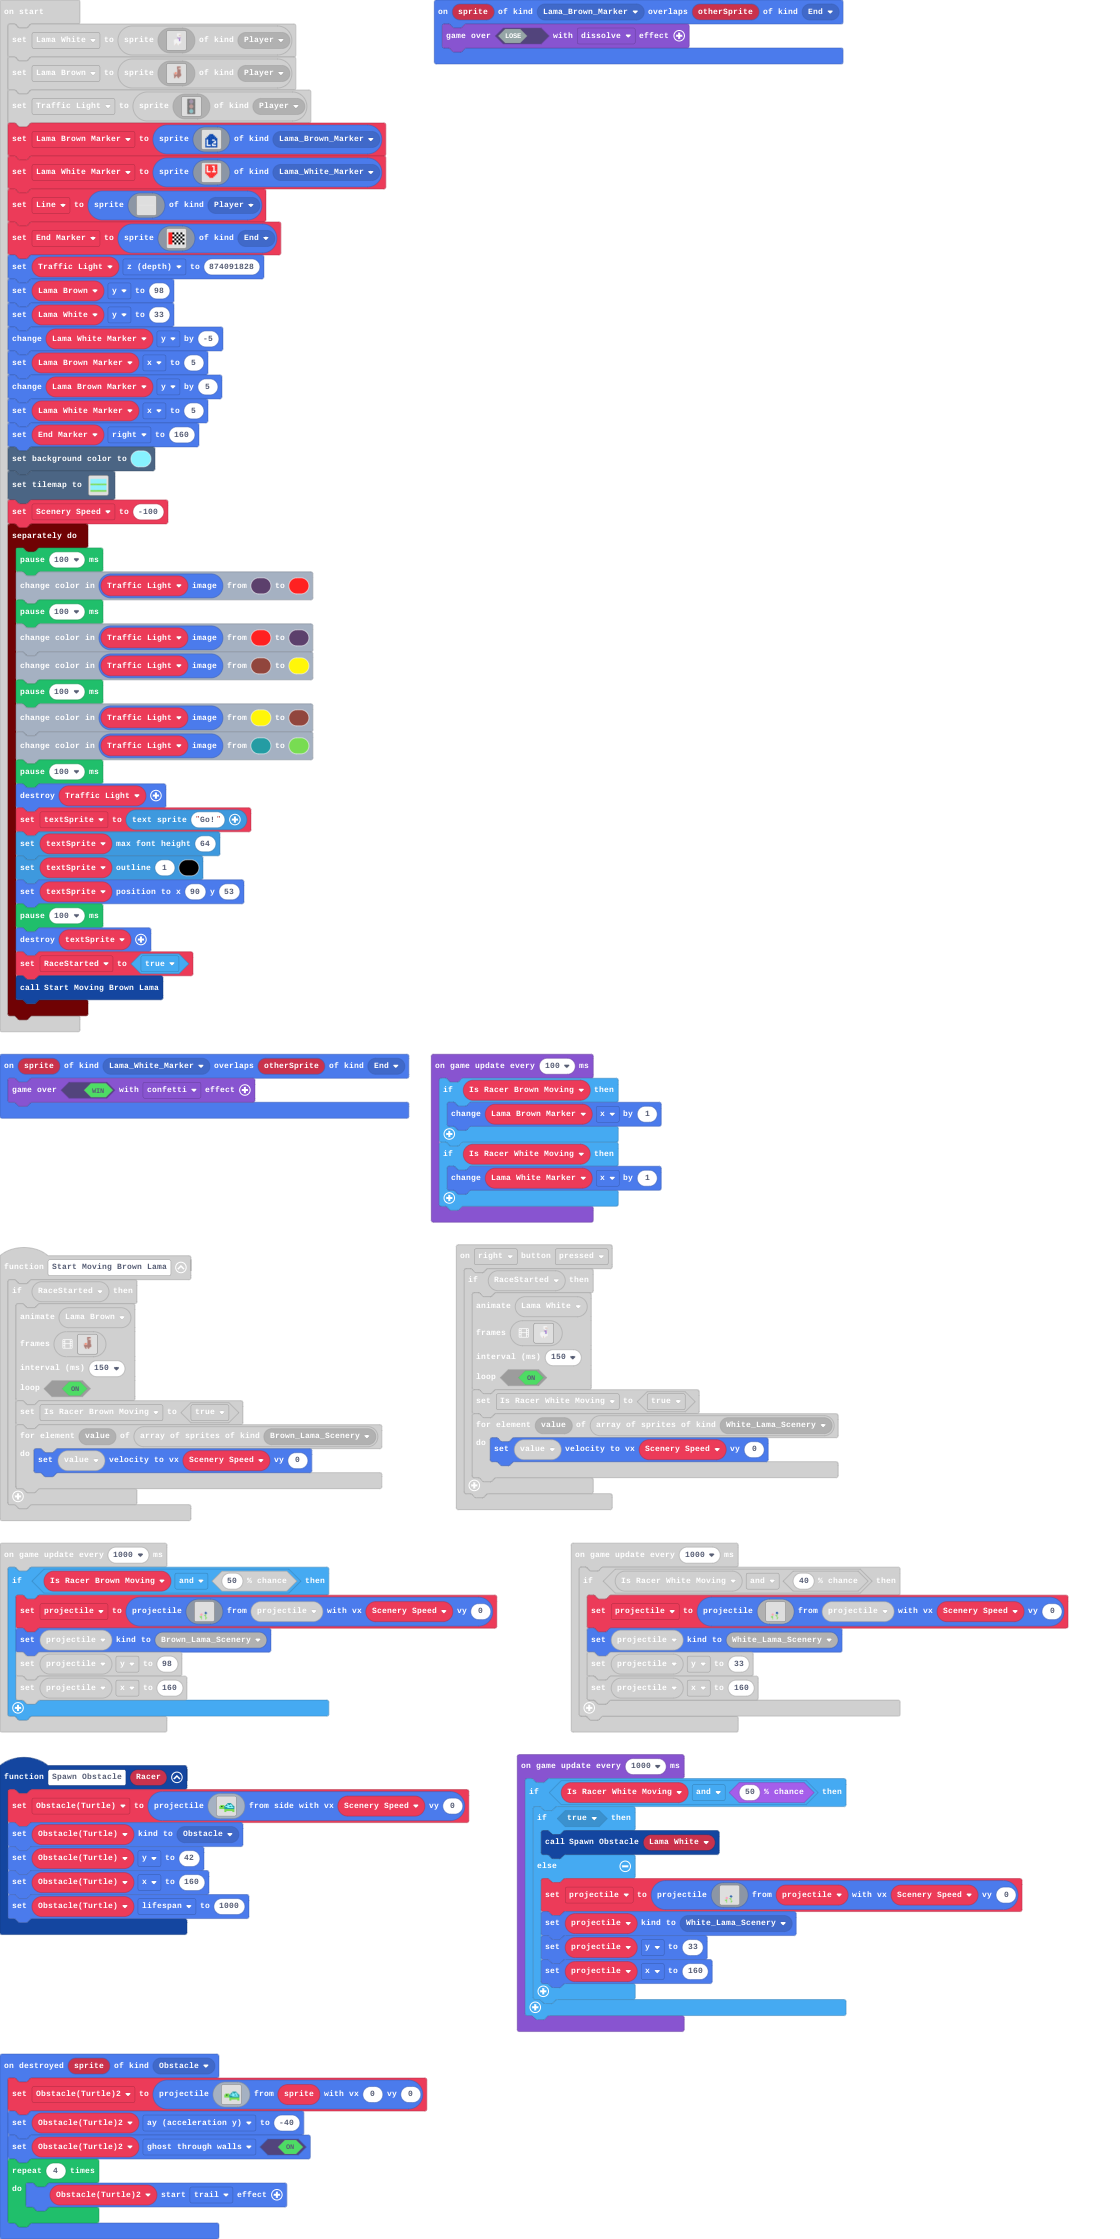 on start
set Lama White to sprite of kind Player
set Lama Brown to sprite of kind Player
set Traffic Light to sprite of kind Player
set Lama Brown Marker to sprite L2 of kind Lama_Brown_Marker
set Lama White Marker to sprite L1 of kind Lama_White_Marker
set Line to sprite of kind Player
set End Marker to sprite of kind End
set Traffic Light z (depth) to 874091828
set Lama Brown y to 98
set Lama White y to 33
change Lama White Marker y by -5
set Lama Brown Marker x to 5
change Lama Brown Marker y by 5
set Lama White Marker x to 5
set End Marker right to 160
set background color to
set tilemap to
set Scenery Speed to -100
separately do
pause 100 ms
change color in Traffic Light image from to
pause 100 ms
change color in Traffic Light image from to
change color in Traffic Light image from to
pause 100 ms
change color in Traffic Light image from to
change color in Traffic Light image from to
pause 100 ms
destroy Traffic Light
set textSprite to text sprite "Go!"
set textSprite max font height 64
set textSprite outline 1
set textSprite position to x 90 y 53
pause 100 ms
destroy textSprite
set RaceStarted to true
call Start Moving Brown Lama
on sprite of kind Lama_Brown_Marker overlaps otherSprite of kind End
game over LOSE with dissolve effect
on sprite of kind Lama_White_Marker overlaps otherSprite of kind End
game over WIN with confetti effect
on game update every 100 ms
if Is Racer Brown Moving then
change Lama Brown Marker x by 1
if Is Racer White Moving then
change Lama White Marker x by 1
function Start Moving Brown Lama
if RaceStarted then
animate Lama Brown
frames
interval (ms) 150
loop ON
set Is Racer Brown Moving to true
for element value of array of sprites of kind Brown_Lama_Scenery
do set value velocity to vx Scenery Speed vy 0
on right button pressed
if RaceStarted then
animate Lama White
frames
interval (ms) 150
loop ON
set Is Racer White Moving to true
for element value of array of sprites of kind White_Lama_Scenery
do set value velocity to vx Scenery Speed vy 0
on game update every 1000 ms
if Is Racer Brown Moving and 50 % chance then
set projectile to projectile from projectile with vx Scenery Speed vy 0
set projectile kind to Brown_Lama_Scenery
set projectile y to 98
set projectile x to 160
on game update every 1000 ms
if Is Racer White Moving and 40 % chance then
set projectile to projectile from projectile with vx Scenery Speed vy 0
set projectile kind to White_Lama_Scenery
set projectile y to 33
set projectile x to 160
function Spawn Obstacle Racer
set Obstacle(Turtle) to projectile from side with vx Scenery Speed vy 0
set Obstacle(Turtle) kind to Obstacle
set Obstacle(Turtle) y to 42
set Obstacle(Turtle) x to 160
set Obstacle(Turtle) lifespan to 1000
on game update every 1000 ms
if Is Racer White Moving and 50 % chance then
if true then
call Spawn Obstacle Lama White
else
set projectile to projectile from projectile with vx Scenery Speed vy 0
set projectile kind to White_Lama_Scenery
set projectile y to 33
set projectile x to 160
on destroyed sprite of kind Obstacle
set Obstacle(Turtle)2 to projectile from sprite with vx 0 vy 0
set Obstacle(Turtle)2 ay (acceleration y) to -40
set Obstacle(Turtle)2 ghost through walls ON
repeat 4 times
do Obstacle(Turtle)2 start trail effect